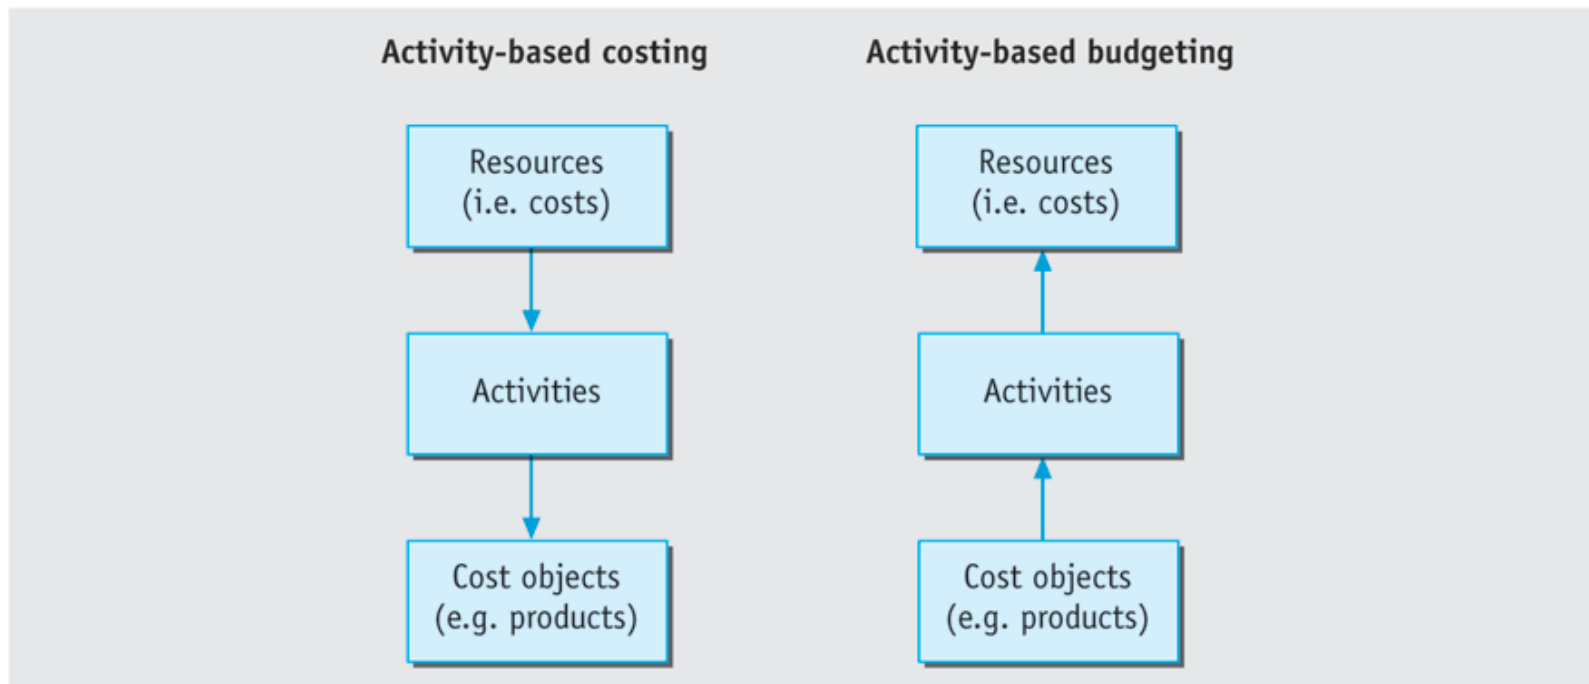 Activity-based costing
Resources
(i.e. costs)
Activities
Cost objects
(e.g. products)
Activity-based budgeting
Resources
(i.e. costs)
Activities
Cost objects
(e.g. products)